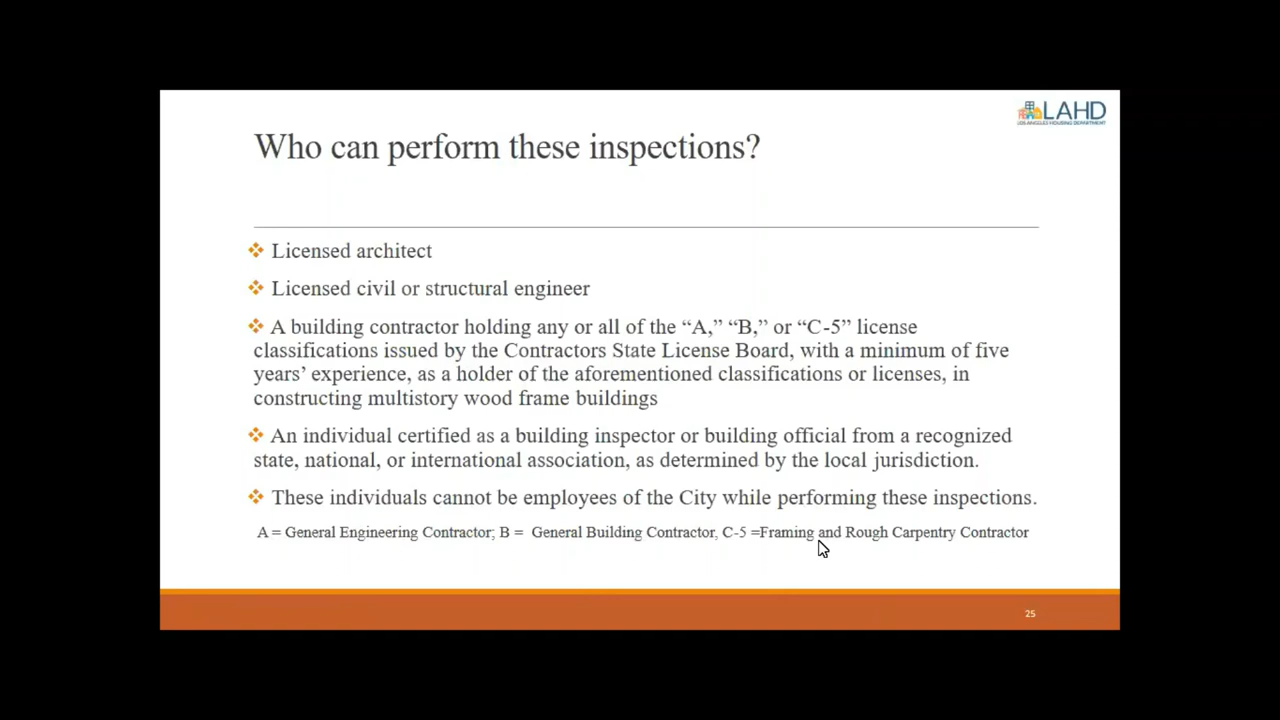 LAHD
LOS ANGELES HOUSING DEPARTMENT
Who can perform these inspections?
Licensed architect
Licensed civil or structural engineer
A building contractor holding any or all of the “A,” “B,” or “C-5” license
classifications issued by the Contractors State License Board, with a minimum of five
years’ experience, as a holder of the aforementioned classifications or licenses, in
constructing multistory wood frame buildings
An individual certified as a building inspector or building official from a recognized
state, national, or international association, as determined by the local jurisdiction.
These individuals cannot be employees of the City while performing these inspections.
A = General Engineering Contractor; B = General Building Contractor, C-5 =Framing and Rough Carpentry Contractor
25